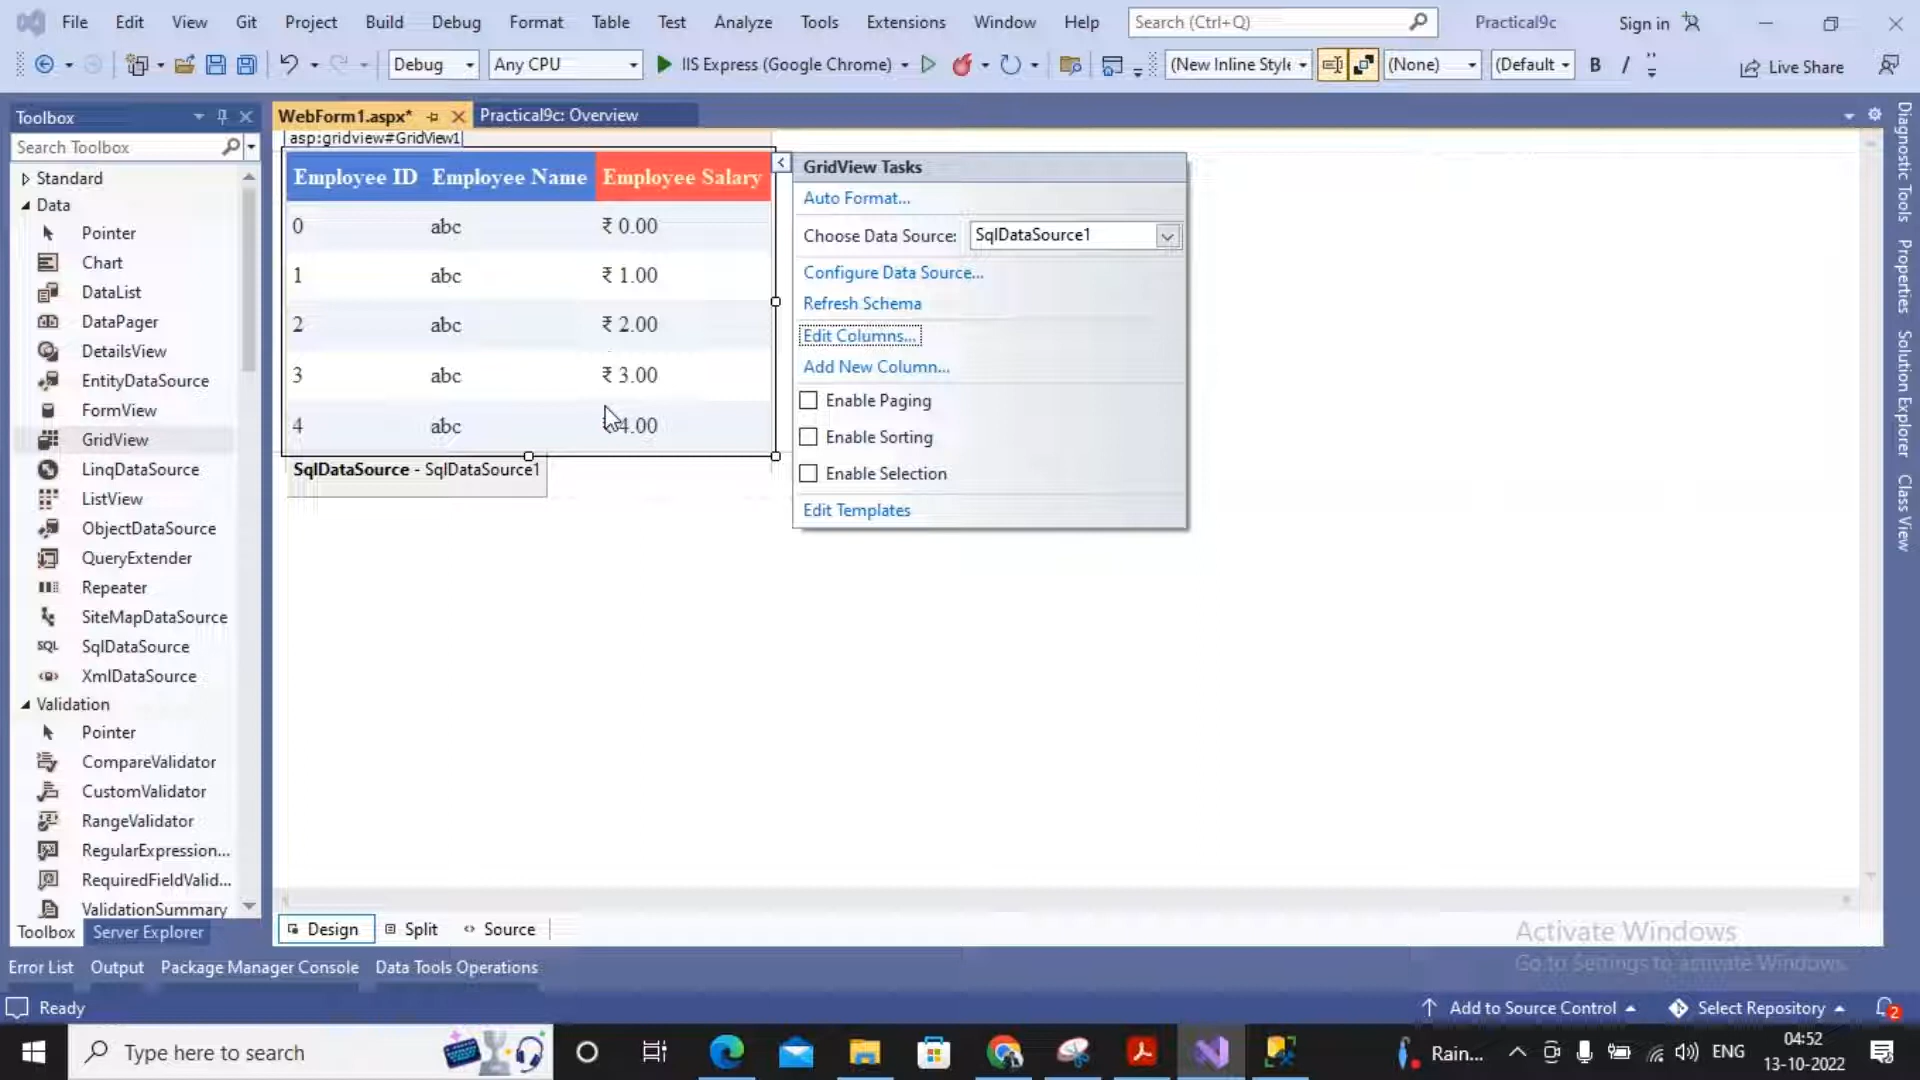 File Edit View Git Project Build Debug Format Table Test Analyze Tools Extensions Window Help Search (Ctrl+Q) Practical9c Sign in
Debug Any CPU IIS Express (Google Chrome) (New Inline Style (None) (Default B I Live Share
Toolbox
Search Toolbox
Standard
Data
Pointer
Chart
DataList
DataPager
DetailsView
EntityDataSource
FormView
GridView
LinqDataSource
ListView
ObjectDataSource
QueryExtender
Repeater
SiteMapDataSource
SQL SqlDataSource
XmlDataSource
Validation
Pointer
CompareValidator
CustomValidator
RangeValidator
RegularExpression...
RequiredFieldValid...
ValidationSummary
Toolbox Server Explorer
WebForm1.aspx* Practical9c: Overview
asp:gridview#GridView1
Employee ID Employee Name Employee Salary
0 abc ₹ 0.00
1 abc ₹ 1.00
2 abc ₹ 2.00
3 abc ₹ 3.00
4 abc 4.00
SqlDataSource - SqlDataSource1
GridView Tasks
Auto Format...
Choose Data Source: SqlDataSource1
Configure Data Source...
Refresh Schema
Edit Columns...
Add New Column...
Enable Paging
Enable Sorting
Enable Selection
Edit Templates
Diagnostic Tools
Properties
Solution Explorer
Class View
Design Split Source
Activate Windows
Go to Settings to activate Windows.
Error List Output Package Manager Console Data Tools Operations
Ready Add to Source Control Select Repository 2
Type here to search Rain... ENG 04:52
13-10-2022